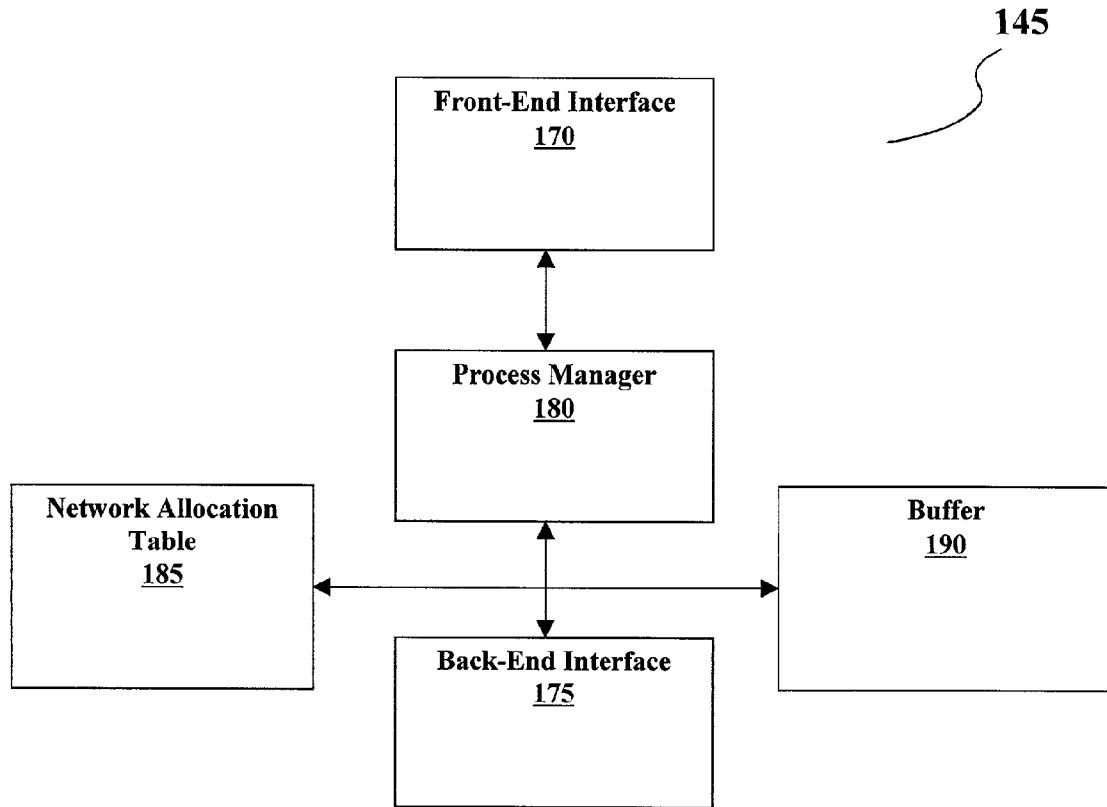 145
Front-End Interface
170
Process Manager
180
Network Allocation
Table
185
Buffer
190
Back-End Interface
175